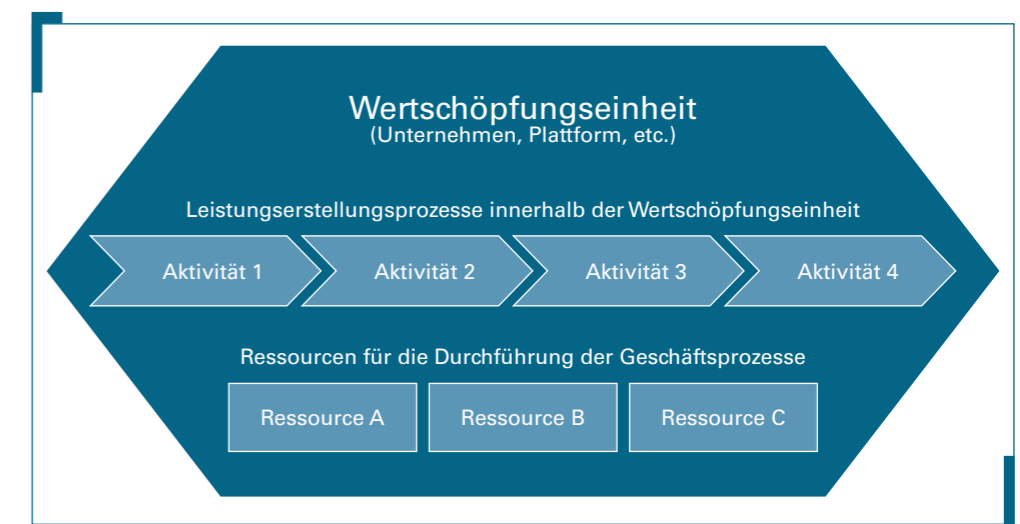 Wertschöpfungseinheit
(Unternehmen, Plattform, etc.)
Leistungserstellungsprozesse innerhalb der Wertschöpfungseinheit
Aktivität 1
Aktivität 2
Aktivität 3
Aktivität 4
Ressourcen für die Durchführung der Geschäftsprozesse
Ressource A
Ressource B
Ressource C